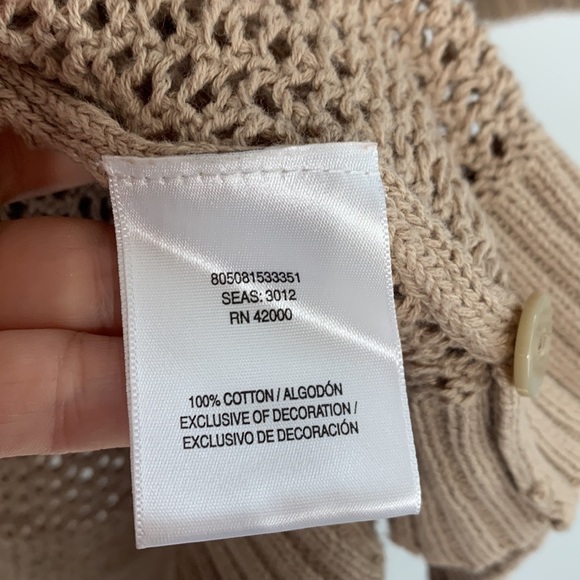 805081533351
SEAS: 3012
RN 42000
100% COTTON / ALGODÓN
EXCLUSIVE OF DECORATION /
EXCLUSIVO DE DECORACIÓN